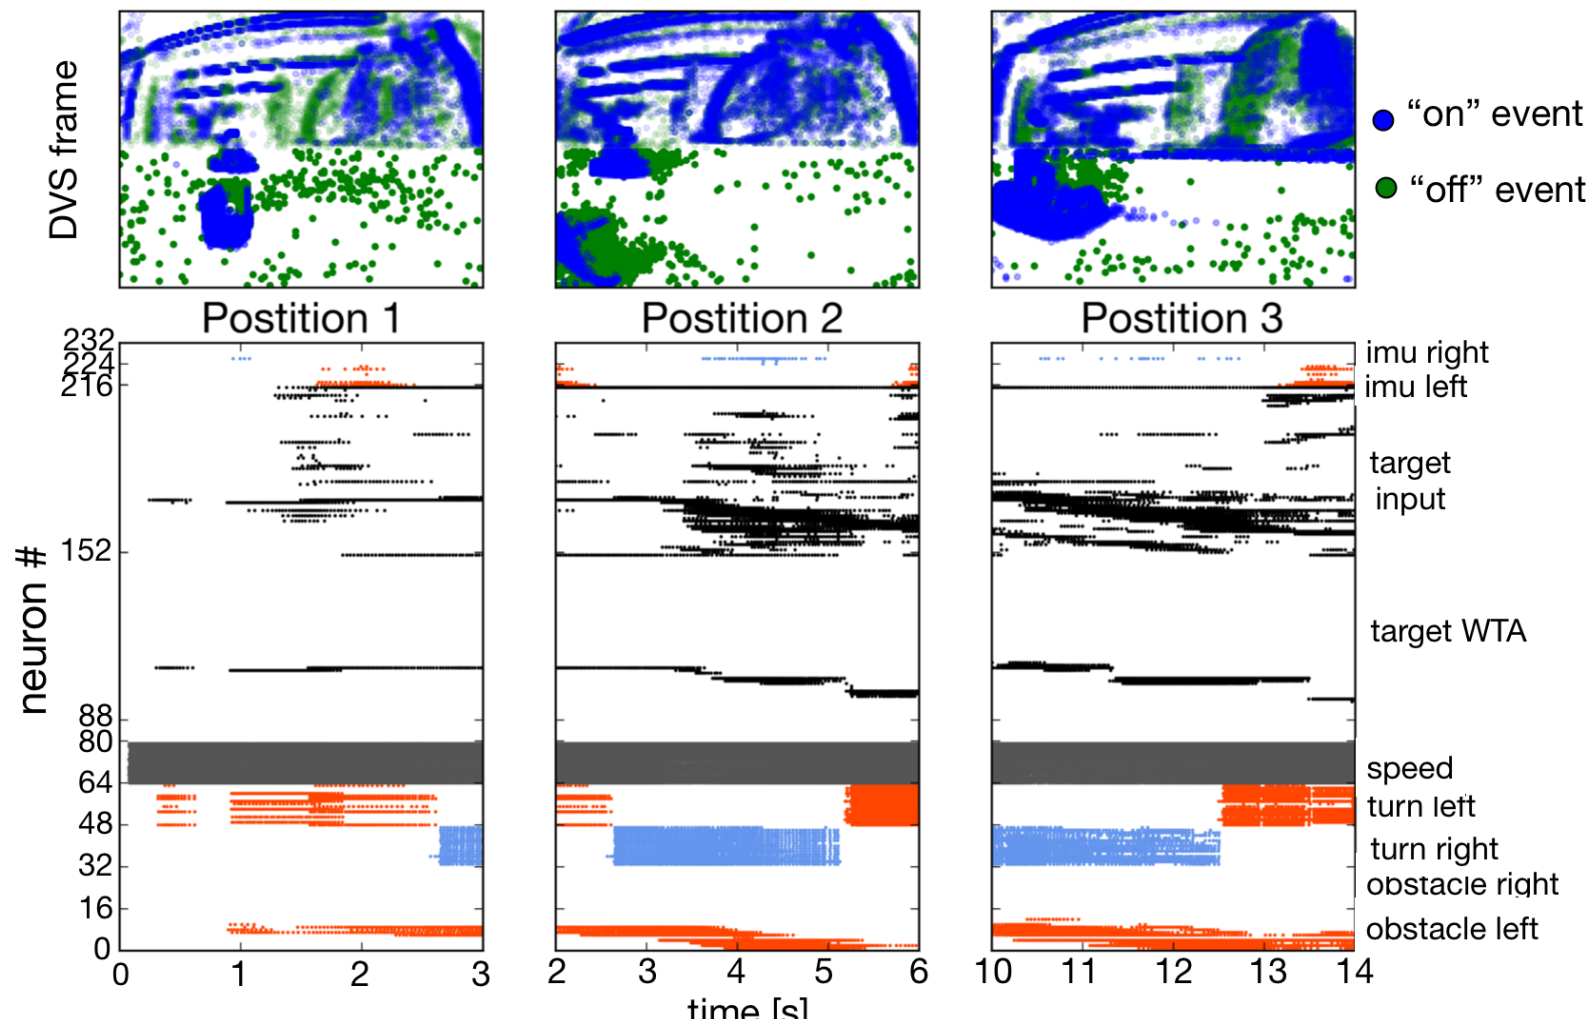 DVS frame
"on" event
"off" event
Postition 1
Postition 2
Postition 3
232
224
216
152
88
80
64
48
32
16
0
neuron #
imu right
imu left
target
input
target WTA
speed
turn left
turn right
obstacle right
obstacle left
0 1 2 3
2 3 4 5 6
10 11 12 13 14
time [s]